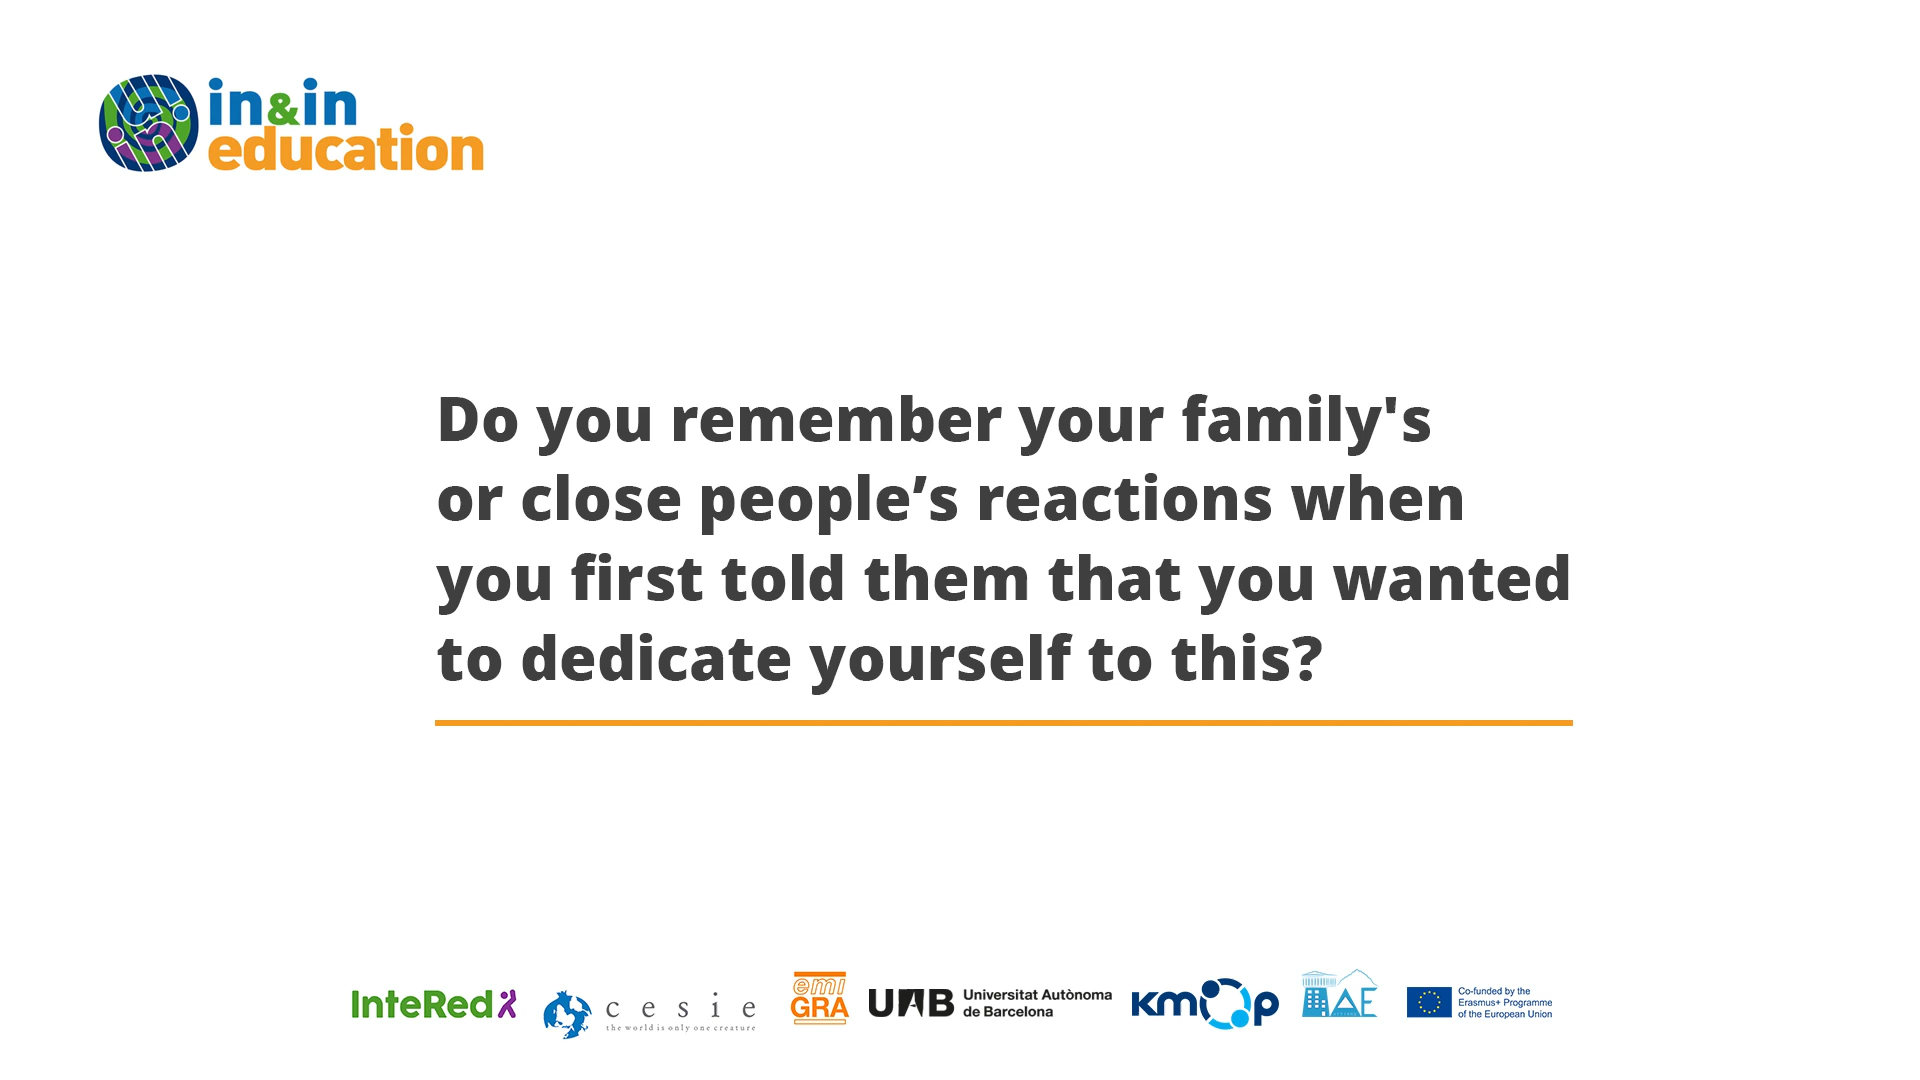 in&in
education
Do you remember your family's
or close people’s reactions when
you first told them that you wanted
to dedicate yourself to this?
InteRed
cesie
the world is only one creature
emi
GRA
UAB
Universitat Autònoma
de Barcelona
kmop
ΔΑΕ
Co-funded by the
Erasmus+ Programme
of the European Union